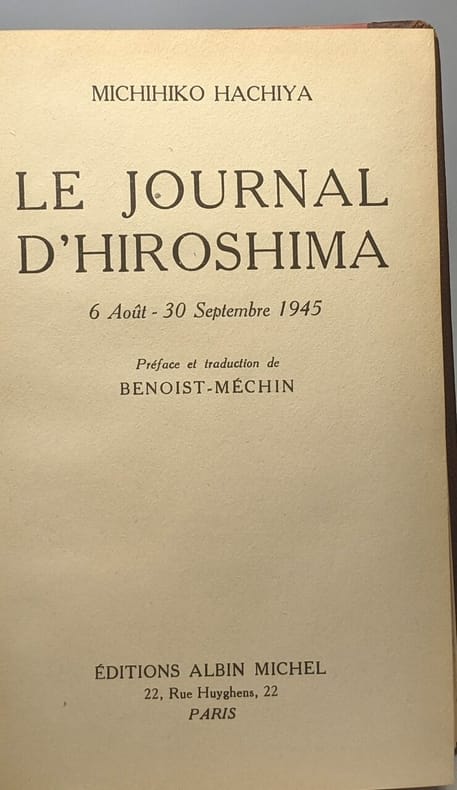 MICHIHIKO HACHIYA
LE JOURNAL
D'HIROSHIMA
6 Août - 30 Septembre 1945
Préface et traduction de
BENOIST-MÉCHIN
ÉDITIONS ALBIN MICHEL
22, Rue Huyghens, 22
PARIS